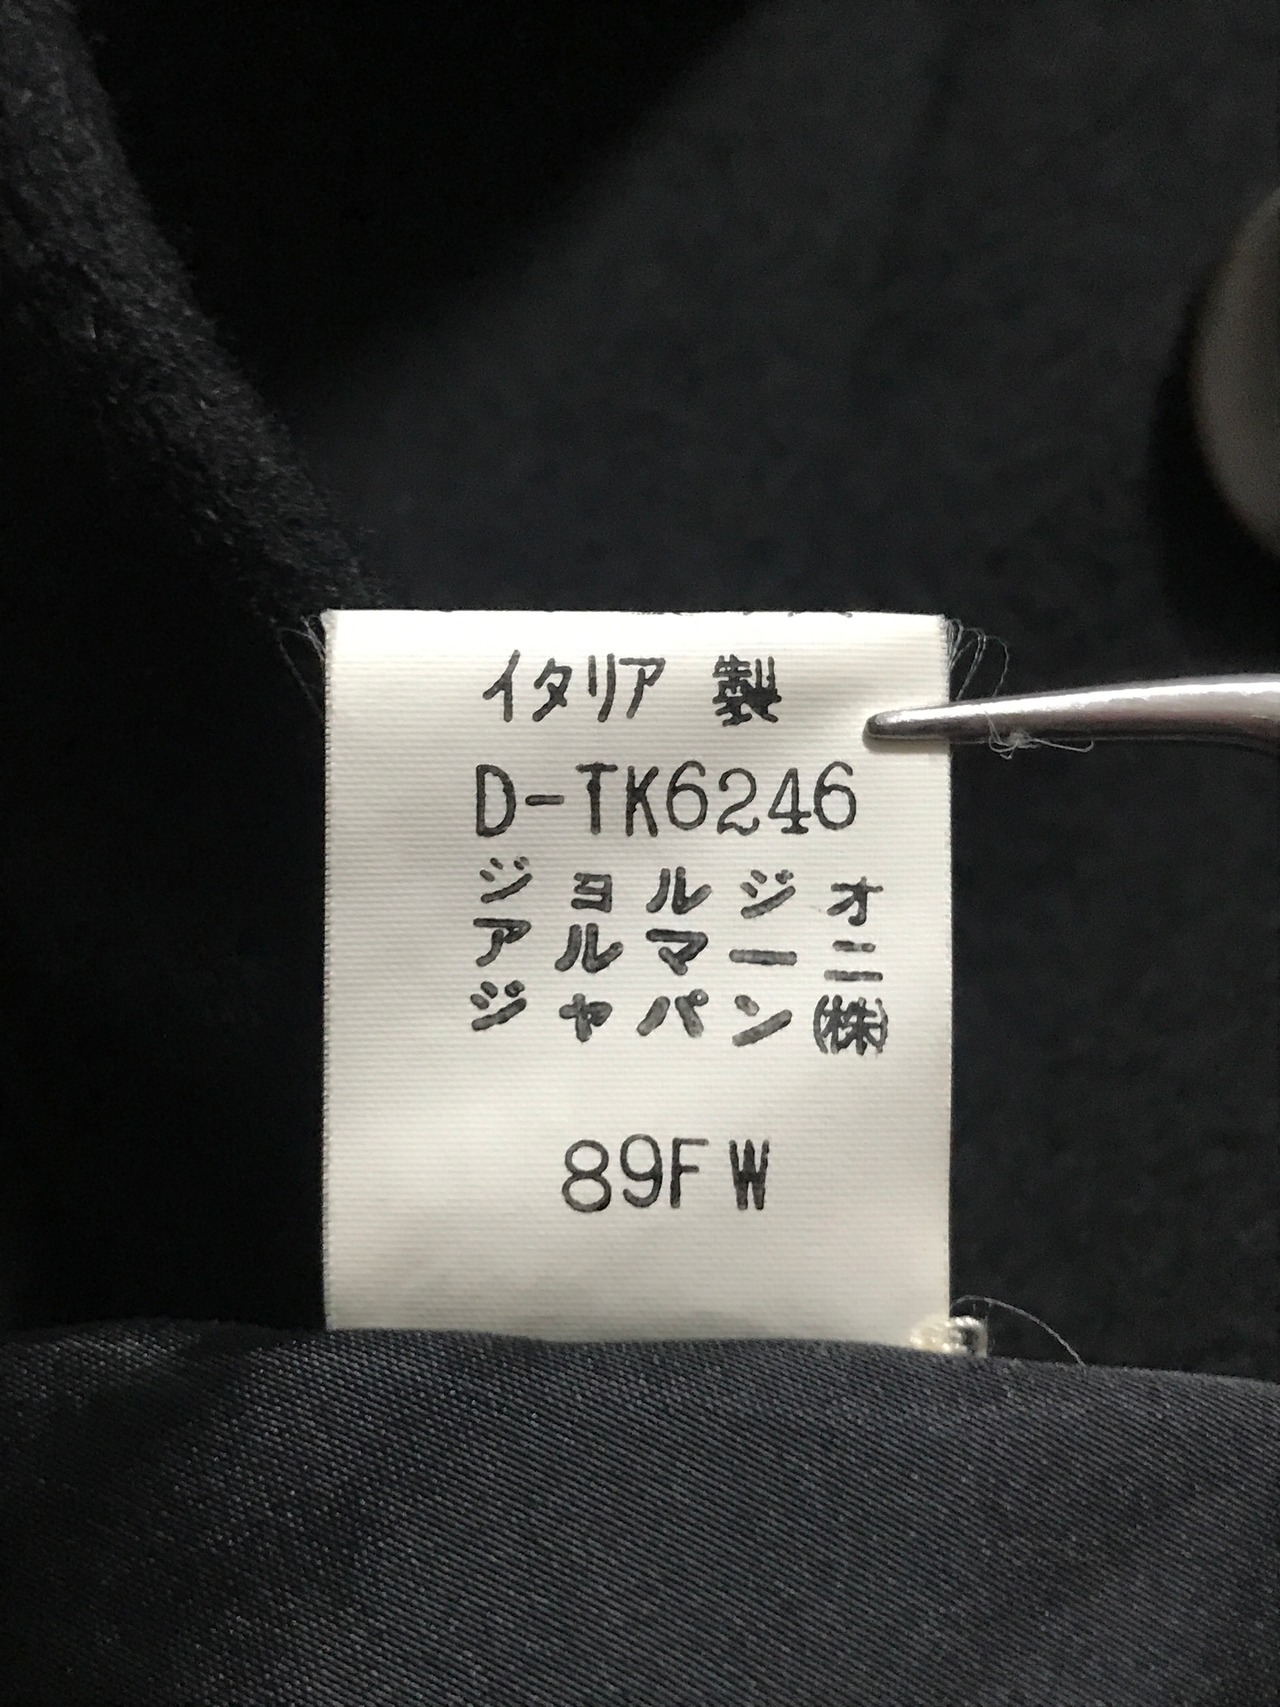 イタリア 製
D-TK6246
ジョルジオ
アルマーニ
ジャパン(株)
89FW